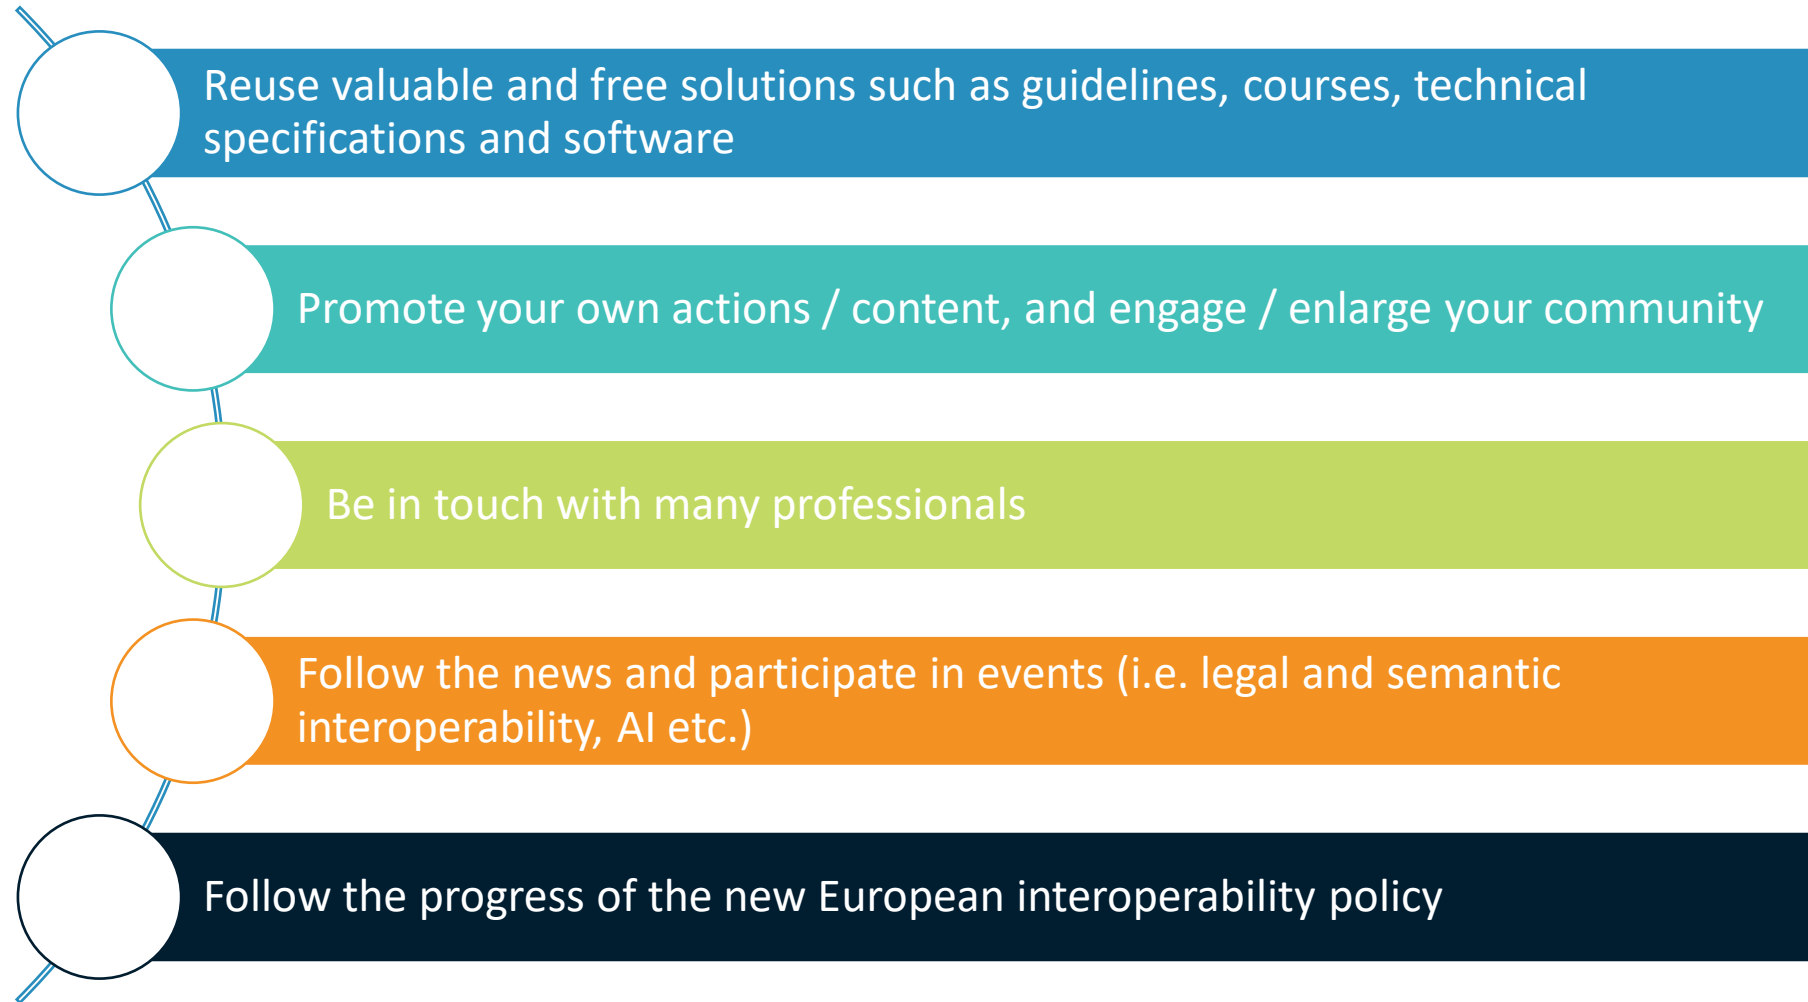 Reuse valuable and free solutions such as guidelines, courses, technical
specifications and software
Promote your own actions / content, and engage / enlarge your community
Be in touch with many professionals
Follow the news and participate in events (i.e. legal and semantic
interoperability, AI etc.)
Follow the progress of the new European interoperability policy